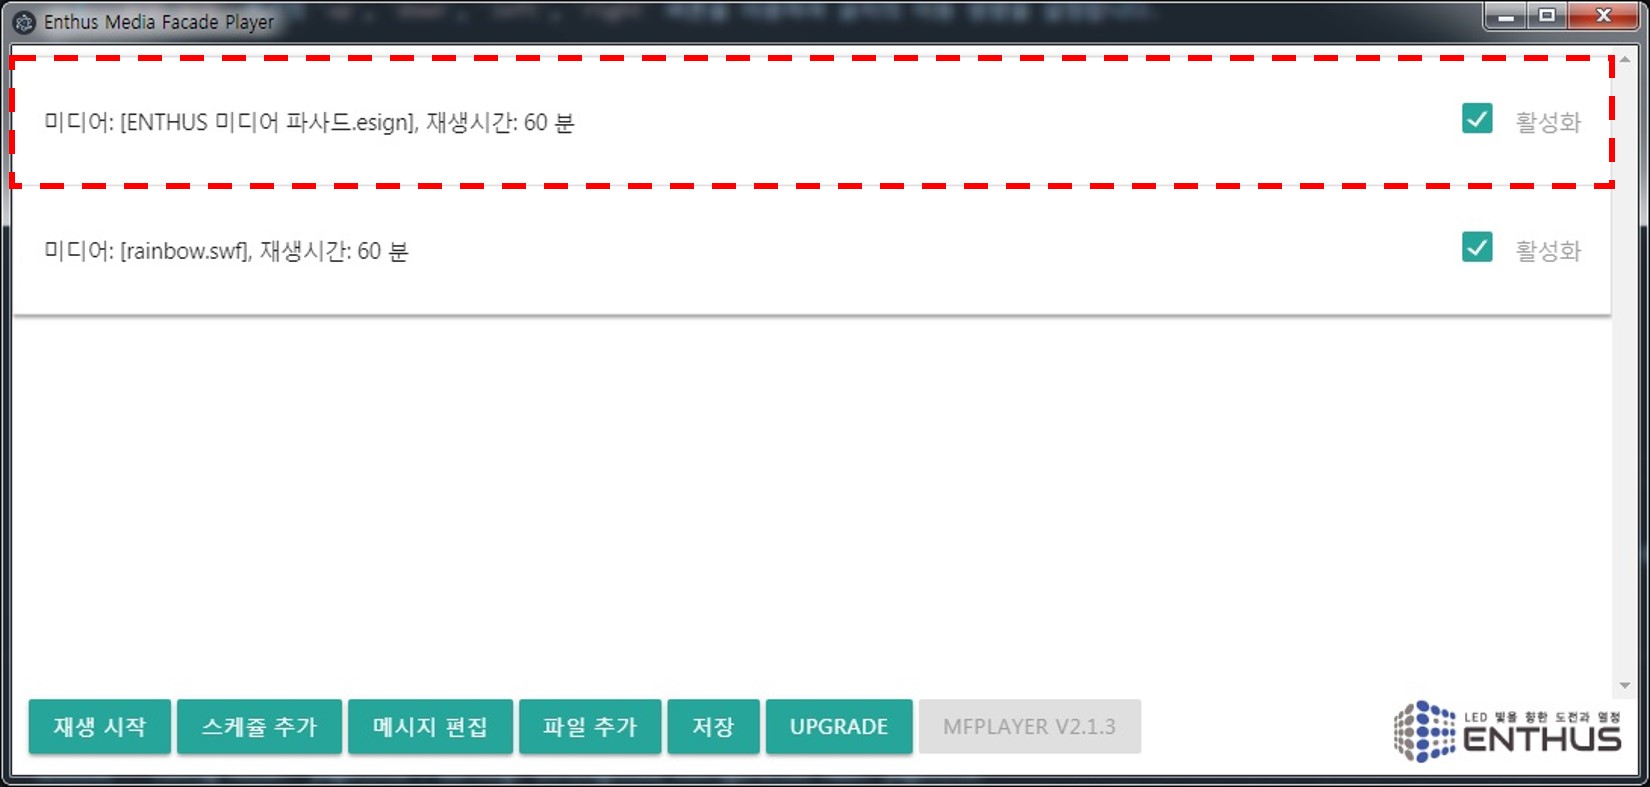 Enthus Media Facade Player
미디어: [ENTHUS 미디어 파사드.esign], 재생시간: 60 분
활성화
미디어: [rainbow.swf], 재생시간: 60 분
활성화
재생 시작
스케쥴 추가
메시지 편집
파일 추가
저장
UPGRADE
MFPLAYER V2.1.3
LED 빛을 향한 도전과 열정
ENTHUS